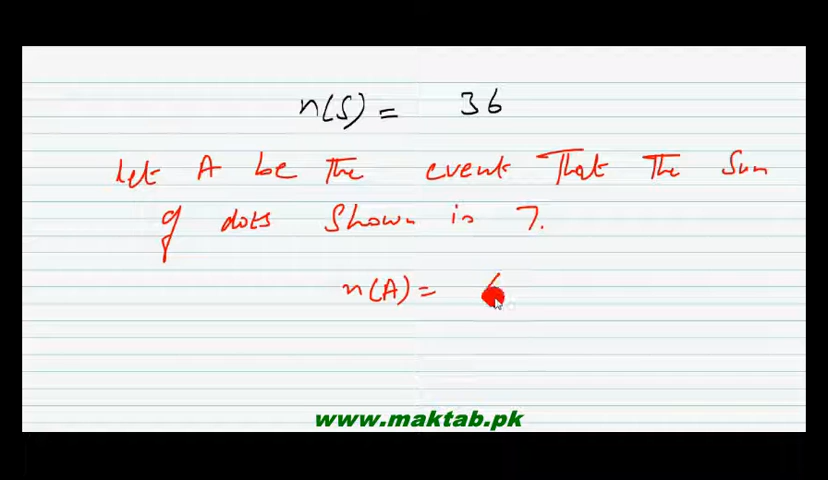 n(S) = 36
Let A be the event that the Sum
of dots Shown is 7.
n(A) = 6
www.maktab.pk